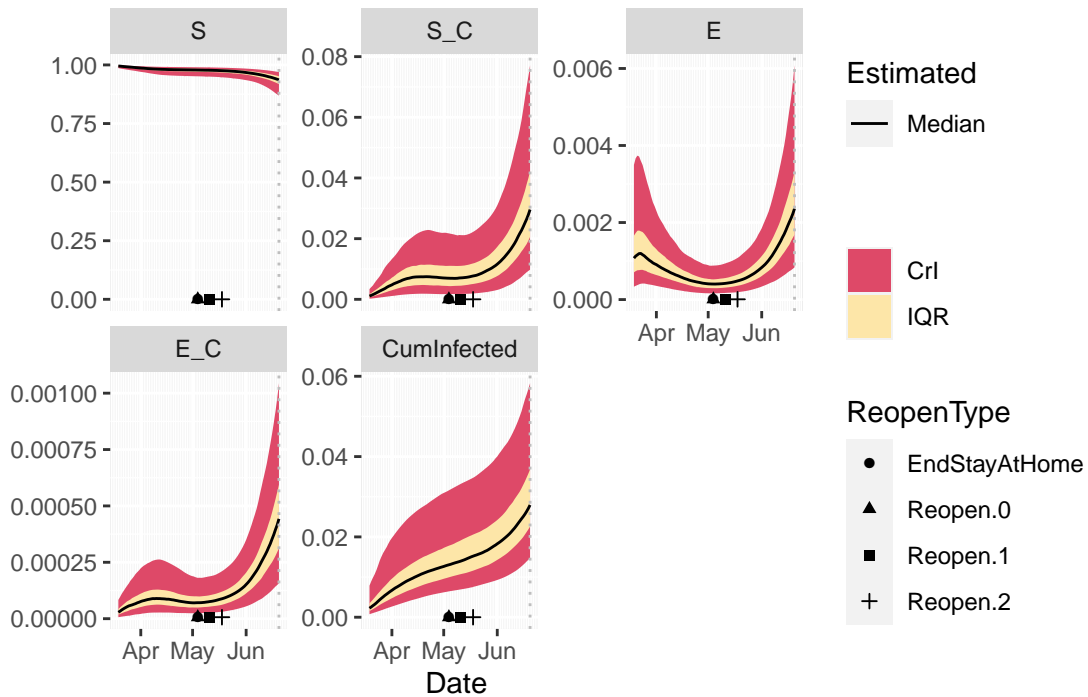 S
S_C
E
1.00
0.75
0.50
0.25
0.00
0.08
0.06
0.04
0.02
0.00
0.006
0.004
0.002
0.000
Apr May Jun
E_C
CumInfected
0.00100
0.00075
0.00050
0.00025
0.00000
Apr May Jun
0.06
0.04
0.02
0.00
Apr May Jun
Date
Estimated
Median
CrI
IQR
ReopenType
EndStayAtHome
Reopen.0
Reopen.1
Reopen.2